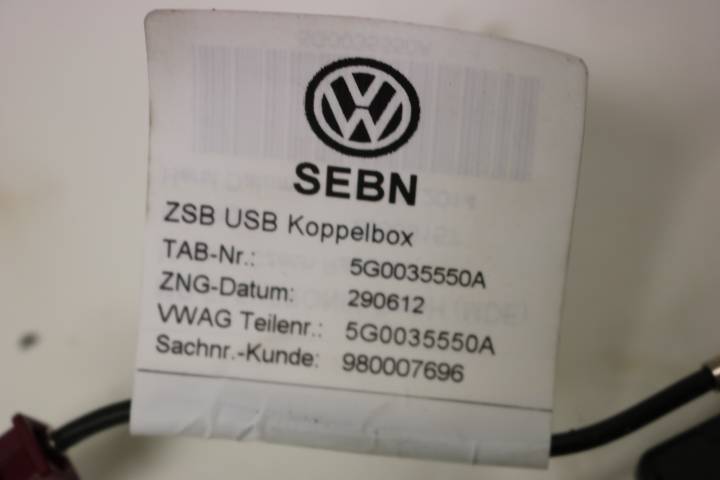 SEBN
ZSB USB Koppelbox
TAB-Nr.: 5G0035550A
ZNG-Datum: 290612
VWAG Teilenr.: 5G0035550A
Sachnr.-Kunde: 980007696